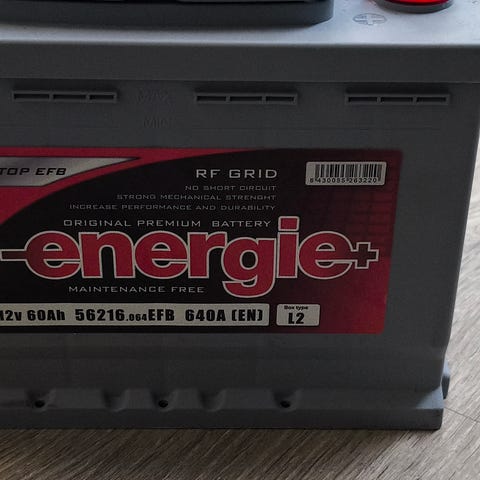 MAX
MIN
TOP EFB
RF GRID
8430055263220
NO SHORT CIRCUIT
STRONG MECHANICAL STRENGHT
INCREASE PERFORMANCE AND DURABILITY
ORIGINAL PREMIUM BATTERY
energie+
MAINTENANCE FREE
12v 60Ah 56216.064EFB 640A (EN)
Box type
L2